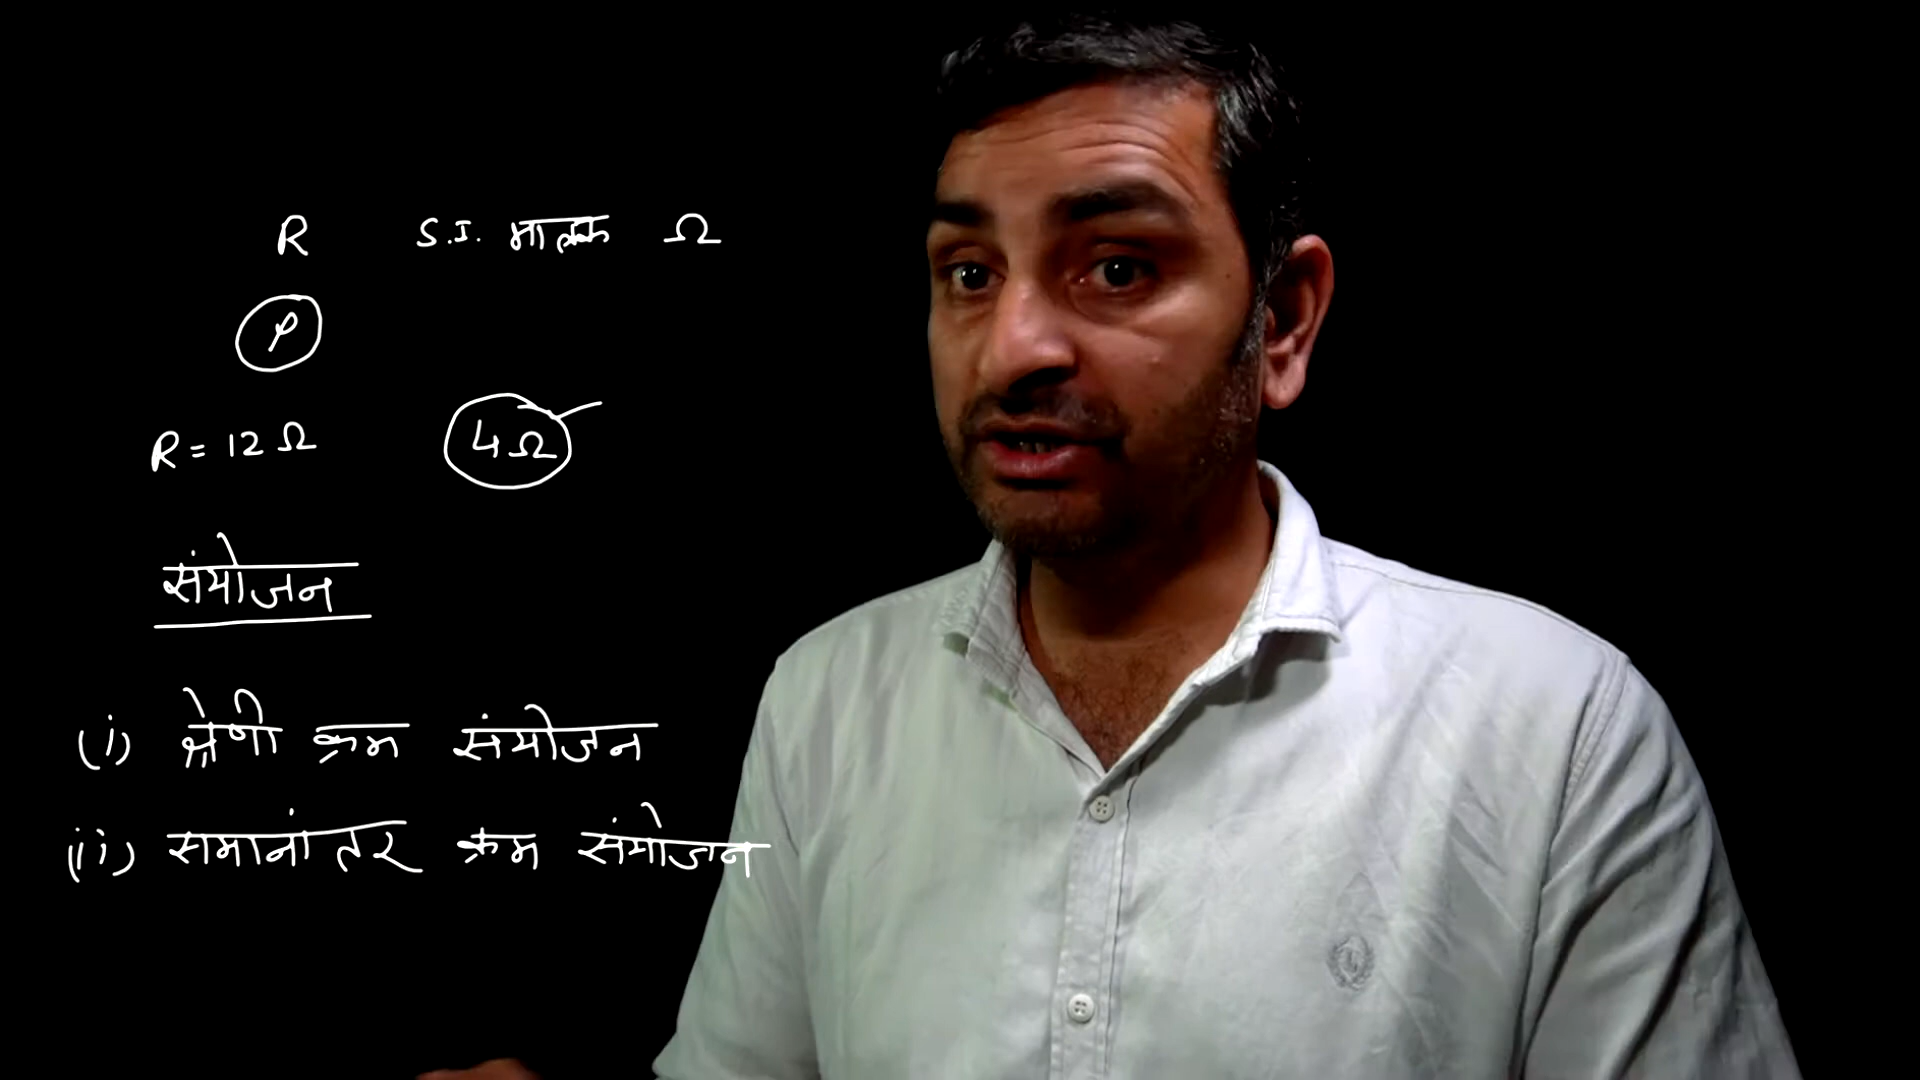 R S.I. मात्रक Ω
ρ
R = 12 Ω 4Ω
संयोजन
(i) श्रेणी क्रम संयोजन
(ii) समानांतर क्रम संयोजन